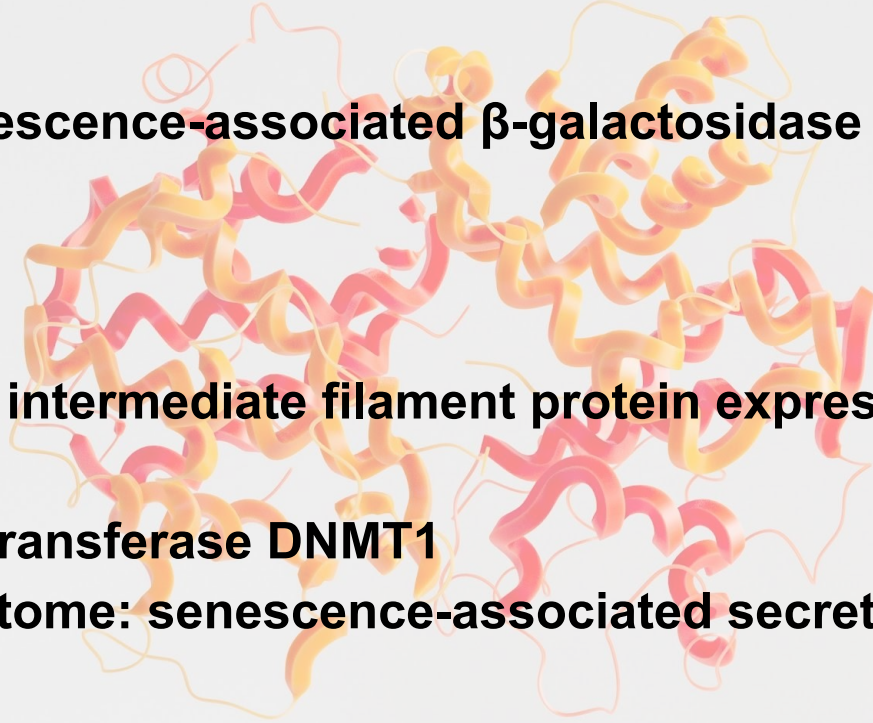 escence-associated β-galactosidase
intermediate filament protein expres
ransferase DNMT1
tome: senescence-associated secret